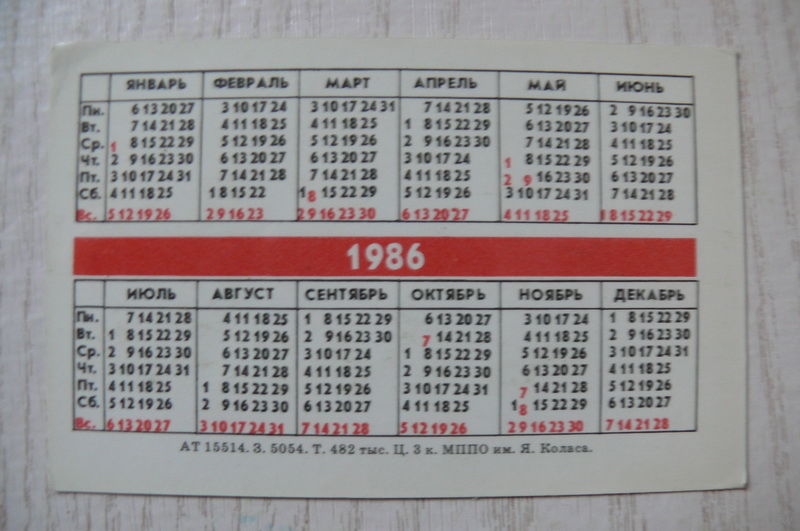 ЯНВАРЬ ФЕВРАЛЬ МАРТ АПРЕЛЬ МАЙ ИЮНЬ
Пн. 6 13 20 27 3 10 17 24 3 10 17 24 31 7 14 21 28 5 12 19 26 2 9 16 23 30
Вт. 7 14 21 28 4 11 18 25 4 11 18 25 1 8 15 22 29 6 13 20 27 3 10 17 24
Ср. 1 8 15 22 29 5 12 19 26 5 12 19 26 2 9 16 23 30 7 14 21 28 4 11 18 25
Чт. 2 9 16 23 30 6 13 20 27 6 13 20 27 3 10 17 24 1 8 15 22 29 5 12 19 26
Пт. 3 10 17 24 31 7 14 21 28 7 14 21 28 4 11 18 25 2 9 16 23 30 6 13 20 27
Сб. 4 11 18 25 1 8 15 22 1 8 15 22 29 5 12 19 26 3 10 17 24 31 7 14 21 28
Вс. 5 12 19 26 2 9 16 23 2 9 16 23 30 6 13 20 27 4 11 18 25 1 8 15 22 29
1986
ИЮЛЬ АВГУСТ СЕНТЯБРЬ ОКТЯБРЬ НОЯБРЬ ДЕКАБРЬ
Пн. 7 14 21 28 4 11 18 25 1 8 15 22 29 6 13 20 27 3 10 17 24 1 8 15 22 29
Вт. 1 8 15 22 29 5 12 19 26 2 9 16 23 30 7 14 21 28 4 11 18 25 2 9 16 23 30
Ср. 2 9 16 23 30 6 13 20 27 3 10 17 24 1 8 15 22 29 5 12 19 26 3 10 17 24 31
Чт. 3 10 17 24 31 7 14 21 28 4 11 18 25 2 9 16 23 30 6 13 20 27 4 11 18 25
Пт. 4 11 18 25 1 8 15 22 29 5 12 19 26 3 10 17 24 31 7 14 21 28 5 12 19 26
Сб. 5 12 19 26 2 9 16 23 30 6 13 20 27 4 11 18 25 1 8 15 22 29 6 13 20 27
Вс. 6 13 20 27 3 10 17 24 31 7 14 21 28 5 12 19 26 2 9 16 23 30 7 14 21 28
АТ 15514. З. 5054. Т. 482 тыс. Ц. 3 к. МППО им. Я. Коласа.